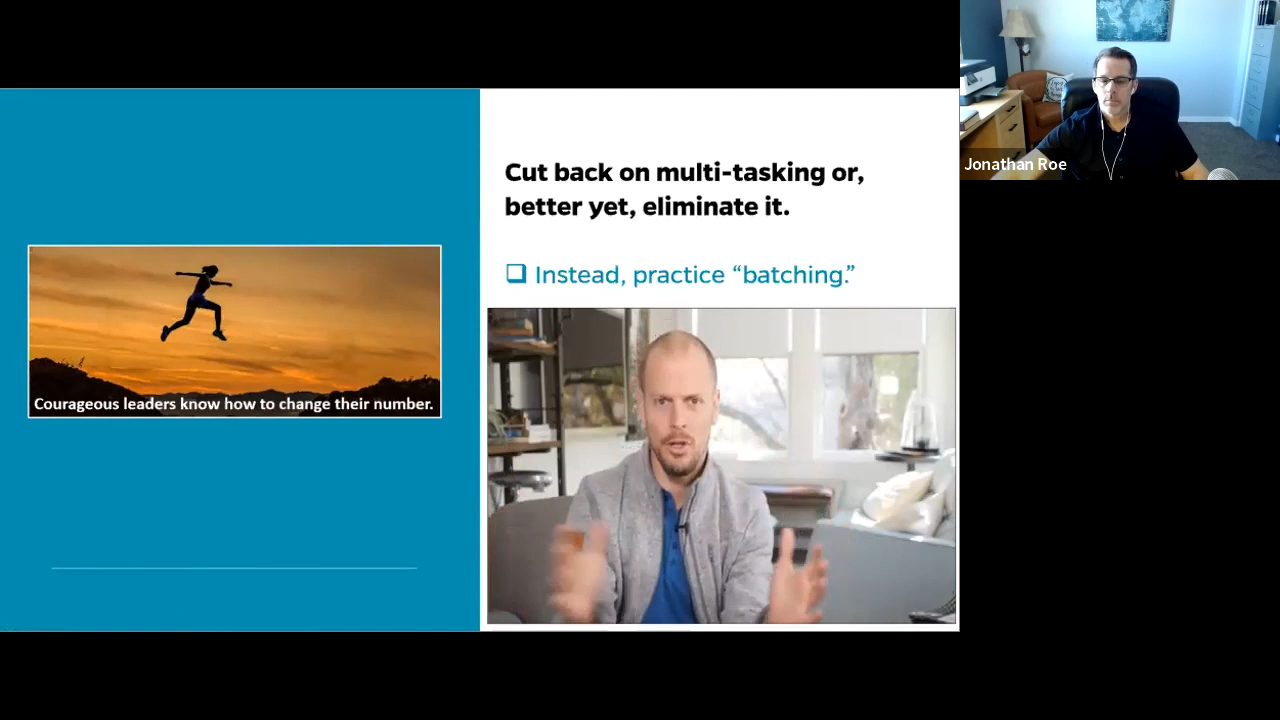 Cut back on multi-tasking or,
better yet, eliminate it.
❑ Instead, practice “batching.”
Courageous leaders know how to change their number.
Jonathan Roe